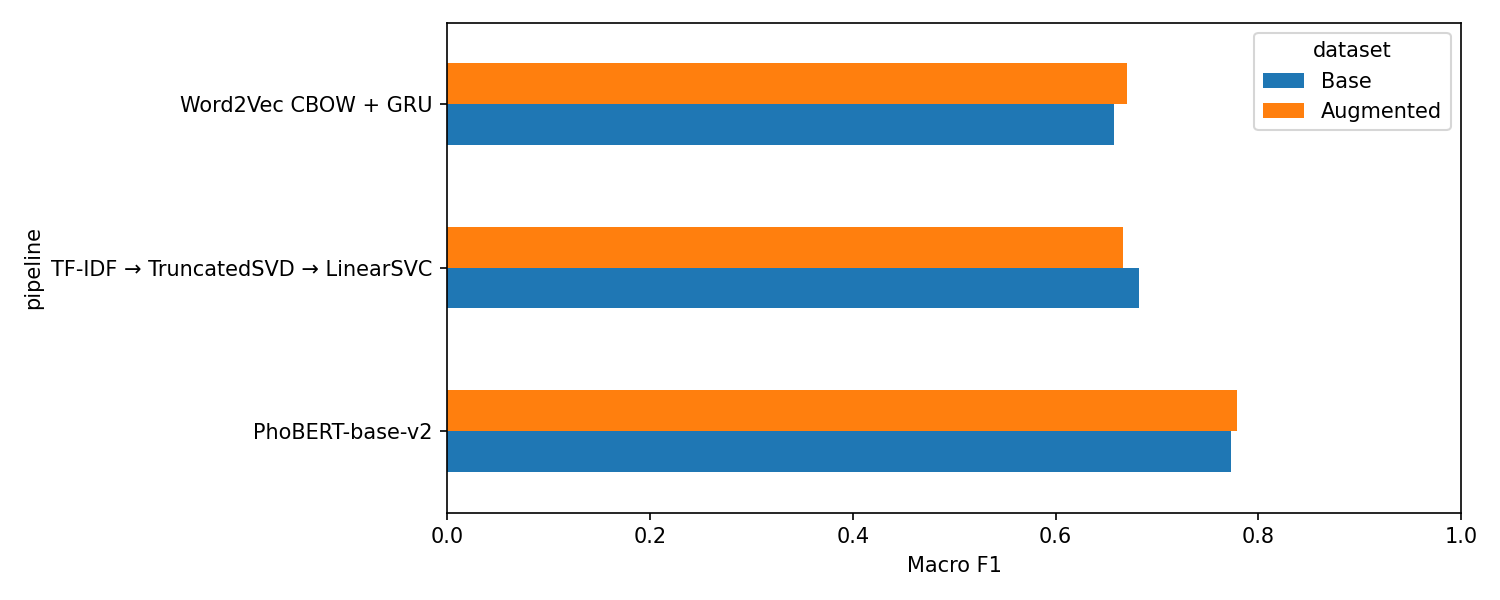 dataset
Base
Augmented
Word2Vec CBOW + GRU
TF-IDF → TruncatedSVD → LinearSVC
PhoBERT-base-v2
pipeline
0.0 0.2 0.4 0.6 0.8 1.0
Macro F1